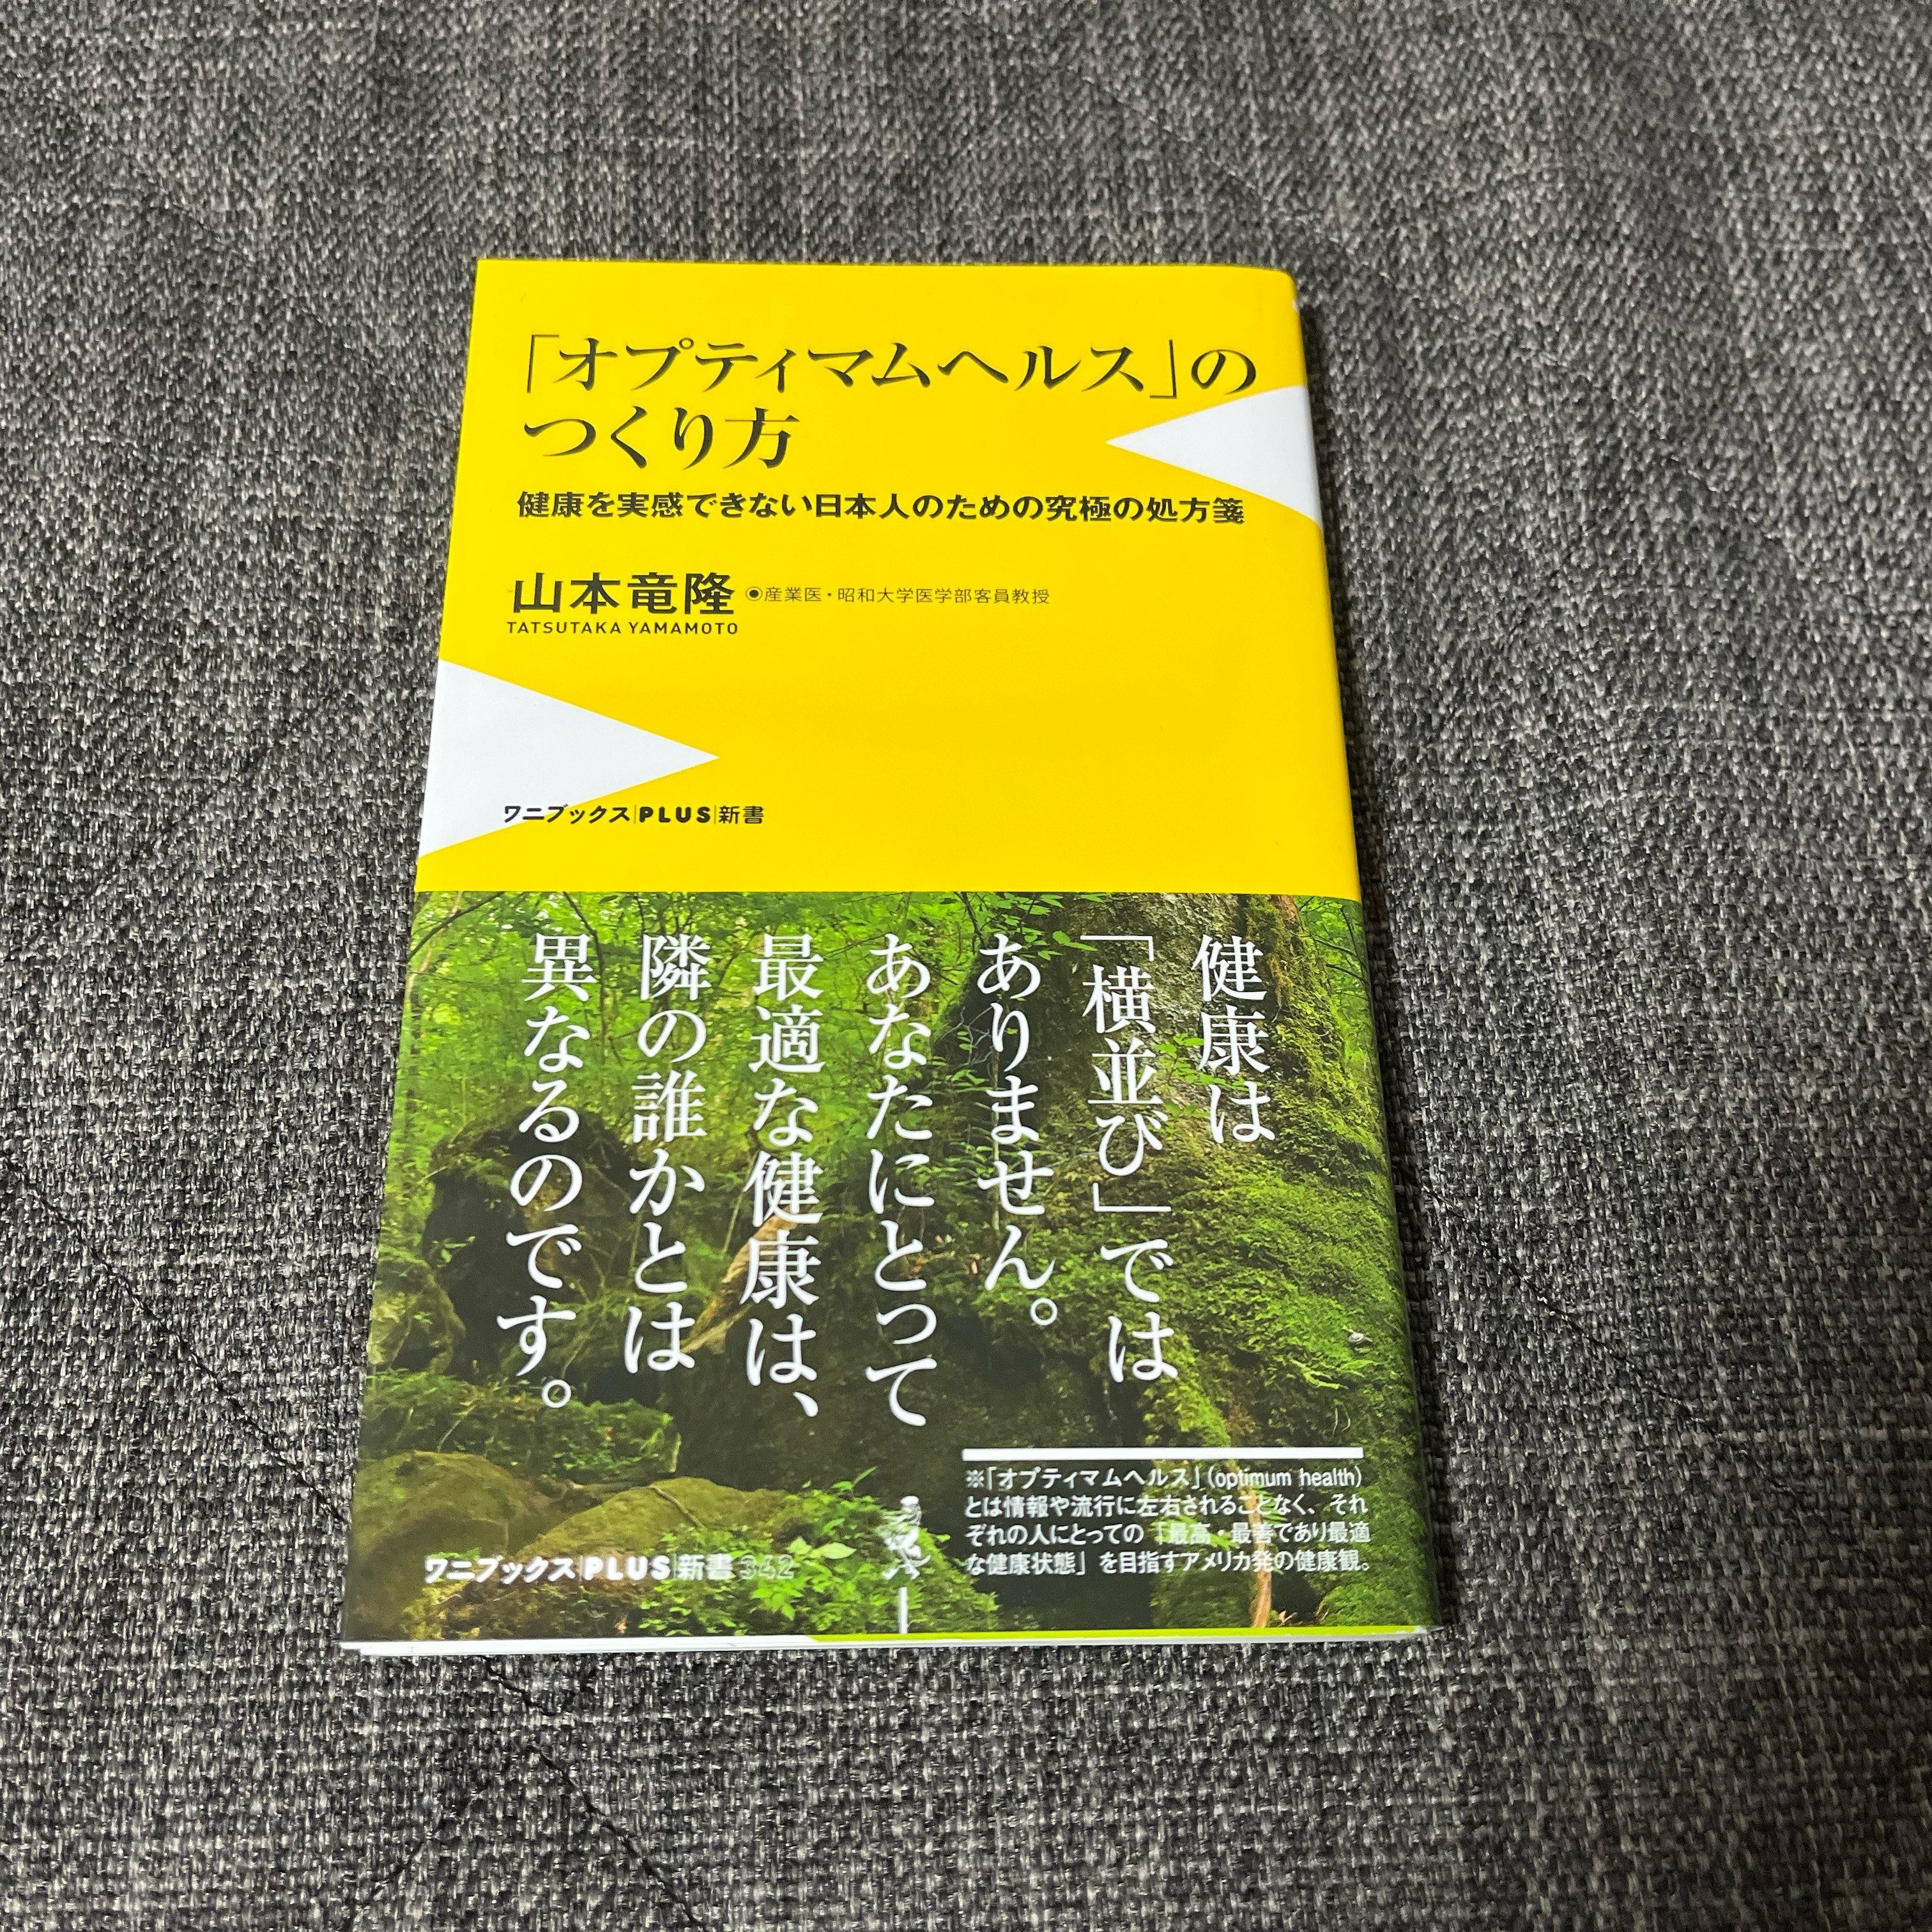 「オプティマムヘルス」の
つくり方
健康を実感できない日本人のための究極の処方箋
山本竜隆 ◉産業医・昭和大学医学部客員教授
TATSUTAKA YAMAMOTO
ワニブックス|PLUS|新書
健康は
「横並び」では
ありません。
あなたにとって
最適な健康は、
隣の誰かとは
異なるのです。
※「オプティマムヘルス」(optimum health)
とは情報や流行に左右されることなく、それ
ぞれの人にとっての「最高・最善であり最適
な健康状態」を目指すアメリカ発の健康観。
ワニブックス|PLUS|新書 342